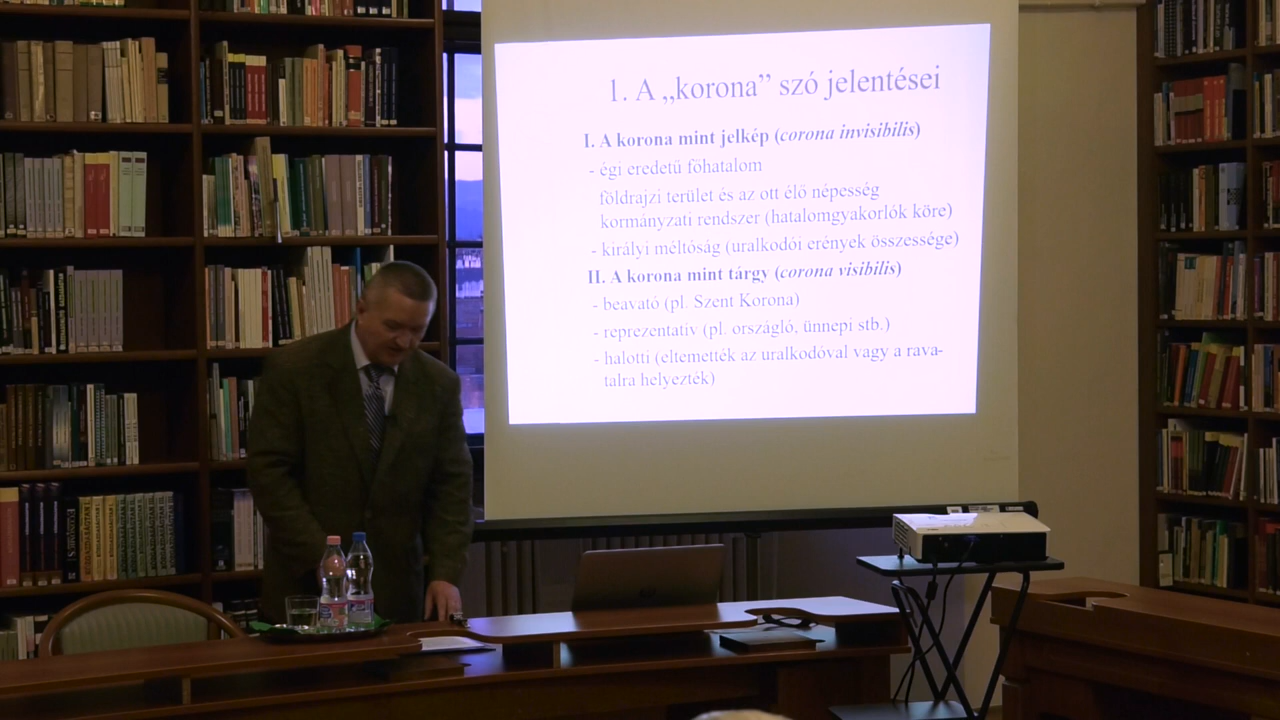 1. A „korona” szó jelentései
I. A korona mint jelkép (corona invisibilis)
- égi eredetű főhatalom
földrajzi terület és az ott élő népesség
kormányzati rendszer (hatalomgyakorlók köre)
- királyi méltóság (uralkodói erények összessége)
II. A korona mint tárgy (corona visibilis)
- beavató (pl. Szent Korona)
- reprezentatív (pl. országló, ünnepi stb.)
- halotti (eltemették az uralkodóval vagy a rava-
talra helyezték)